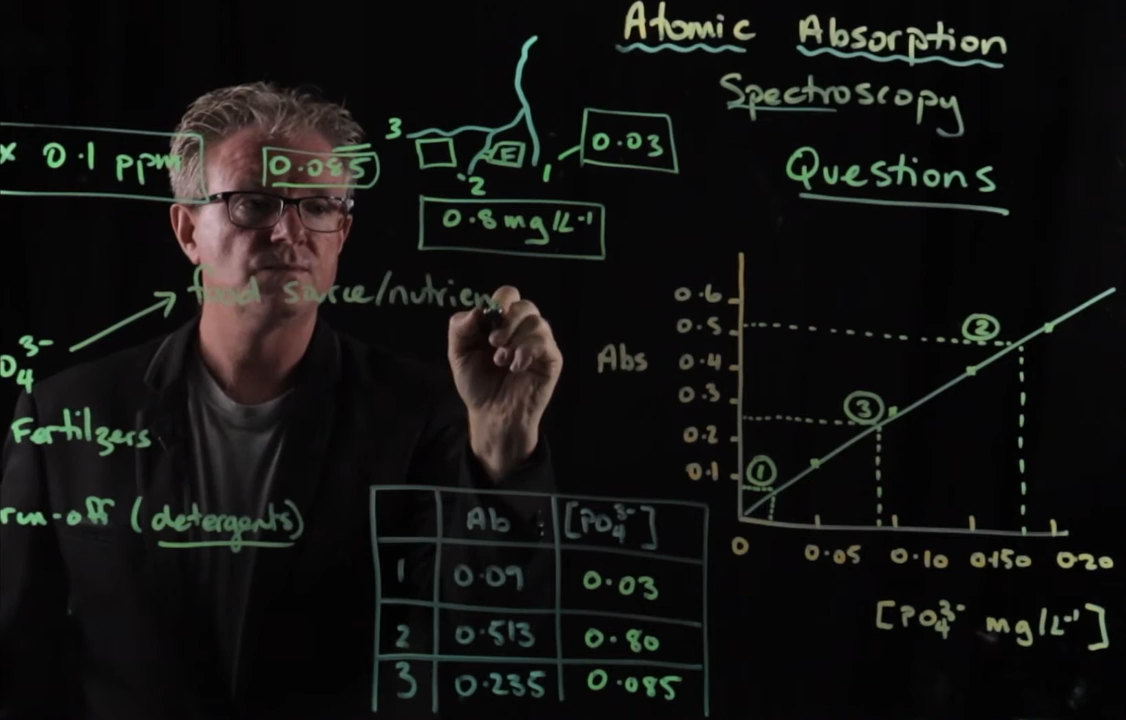 Atomic Absorption
Spectroscopy
Questions
3
0.03
x 0.1 ppm
0.085
E
2
1
0.8 mg/L⁻¹
food source/nutrien
O₄³⁻
Fertilzers
run-off (detergents)
Abs
0.6
0.5
0.4
0.3
0.2
0.1
2
3
1
0
0.05
0.10
0.150
0.20
[PO₄³⁻ mg/L⁻¹]
Ab : [PO₄³⁻]
1 0.09 0.03
2 0.513 0.80
3 0.235 0.085